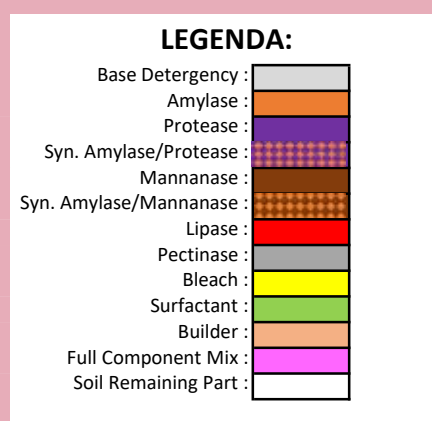 LEGENDA:
Base Detergency :
Amylase :
Protease :
Syn. Amylase/Protease :
Mannanase :
Syn. Amylase/Mannanase :
Lipase :
Pectinase :
Bleach :
Surfactant :
Builder :
Full Component Mix :
Soil Remaining Part :